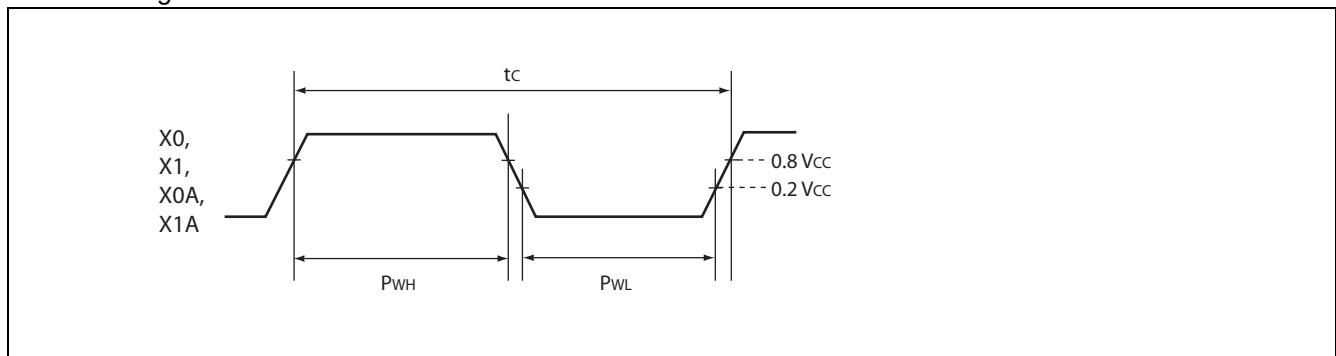 tC
X0,
X1,
X0A,
X1A
0.8 VCC
0.2 VCC
PWH
PWL